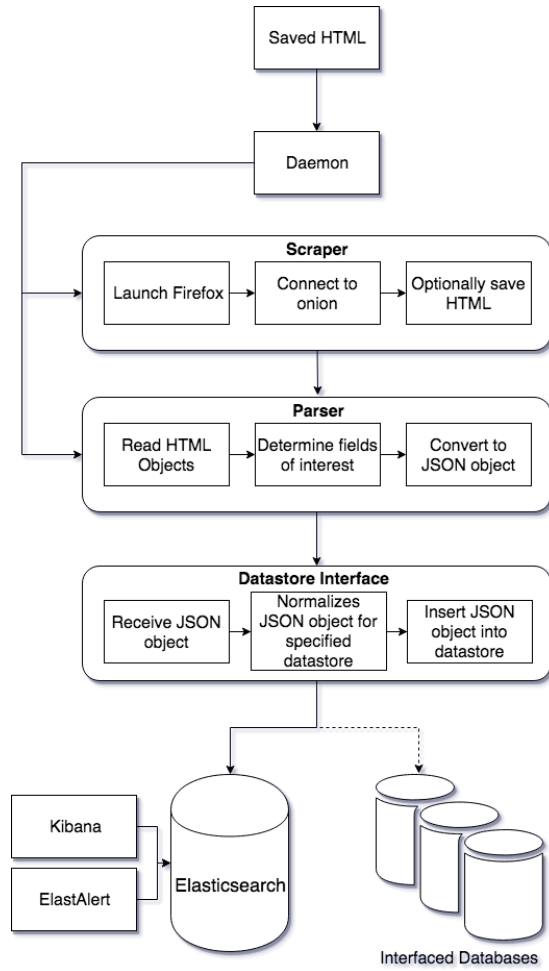 Saved HTML
Daemon
Scraper
Launch Firefox
Connect to
onion
Optionally save
HTML
Parser
Read HTML
Objects
Determine fields
of interest
Convert to
JSON object
Datastore Interface
Receive JSON
object
Normalizes
JSON object for
specified
datastore
Insert JSON
object into
datastore
Kibana
ElastAlert
Elasticsearch
Interfaced Databases